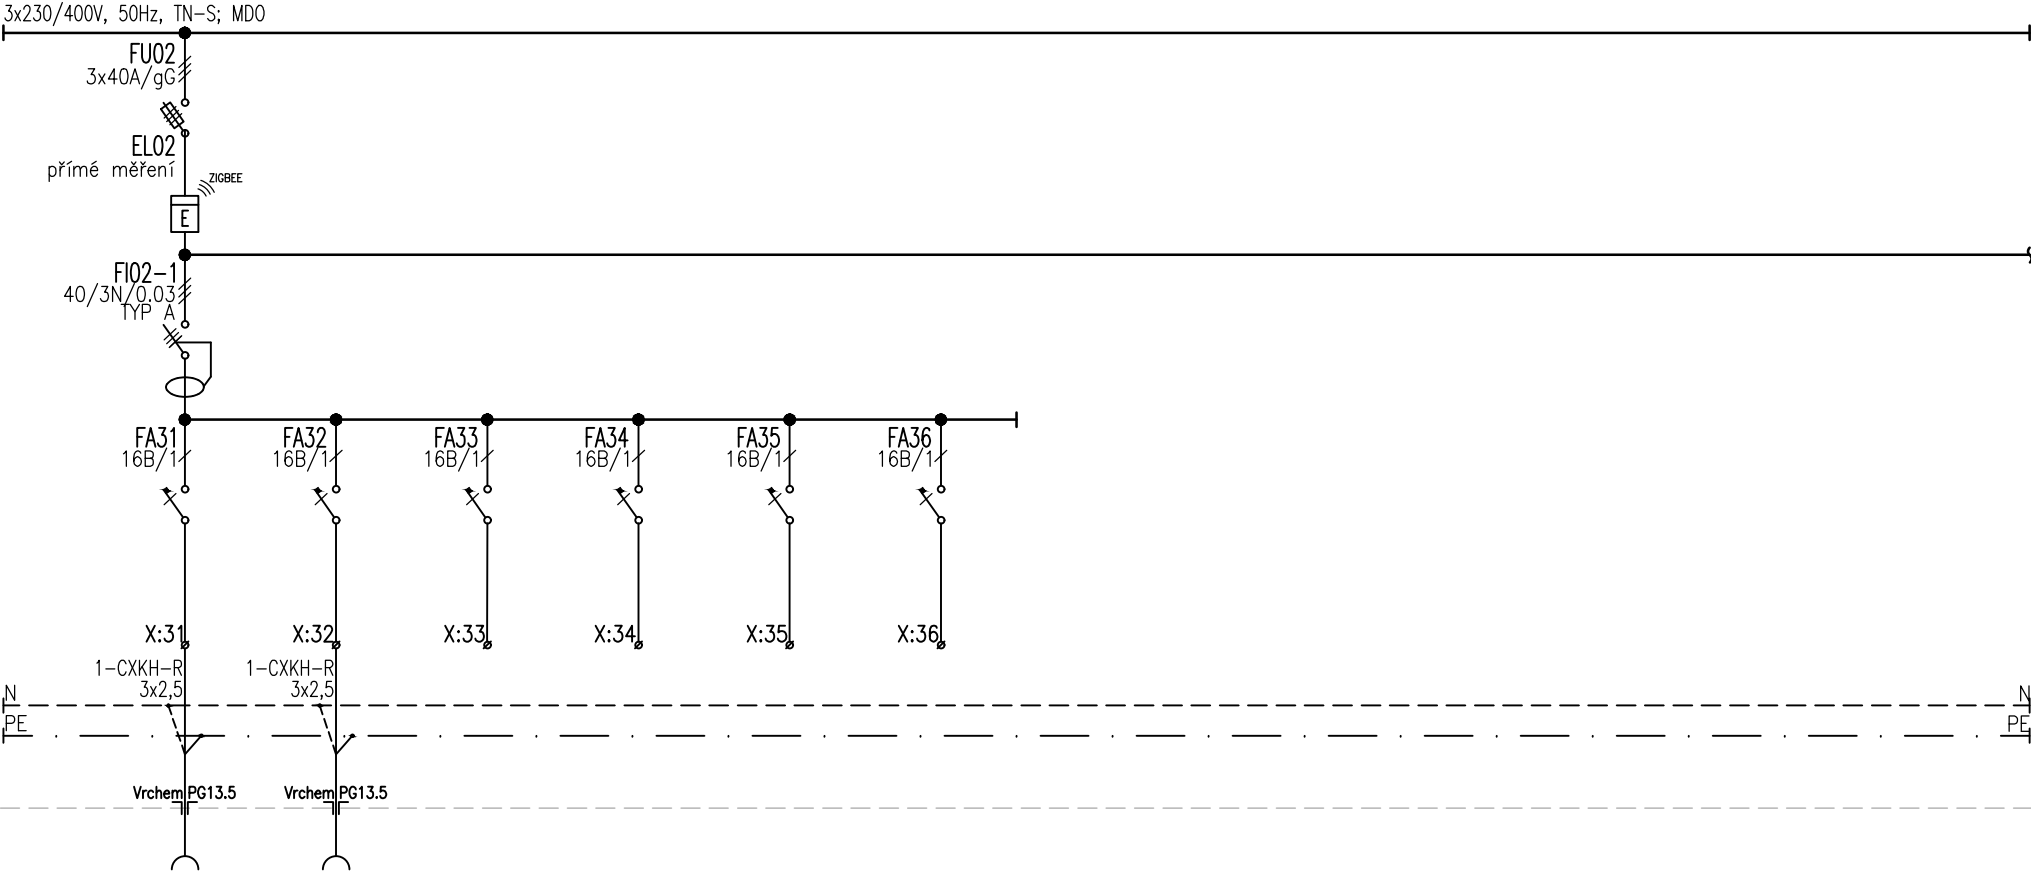 3x230/400V, 50Hz, TN-S; MDO
FU02
3x40A/gG
EL02
přímé měření
ZIGBEE
E
FI02-1
40/3N/0.03
TYP A
FA31 FA32 FA33 FA34 FA35 FA36
16B/1 16B/1 16B/1 16B/1 16B/1 16B/1
X:31 X:32 X:33 X:34 X:35 X:36
1-CXKH-R 1-CXKH-R
3x2,5 3x2,5
N N
PE PE
Vrchem PG13.5 Vrchem PG13.5